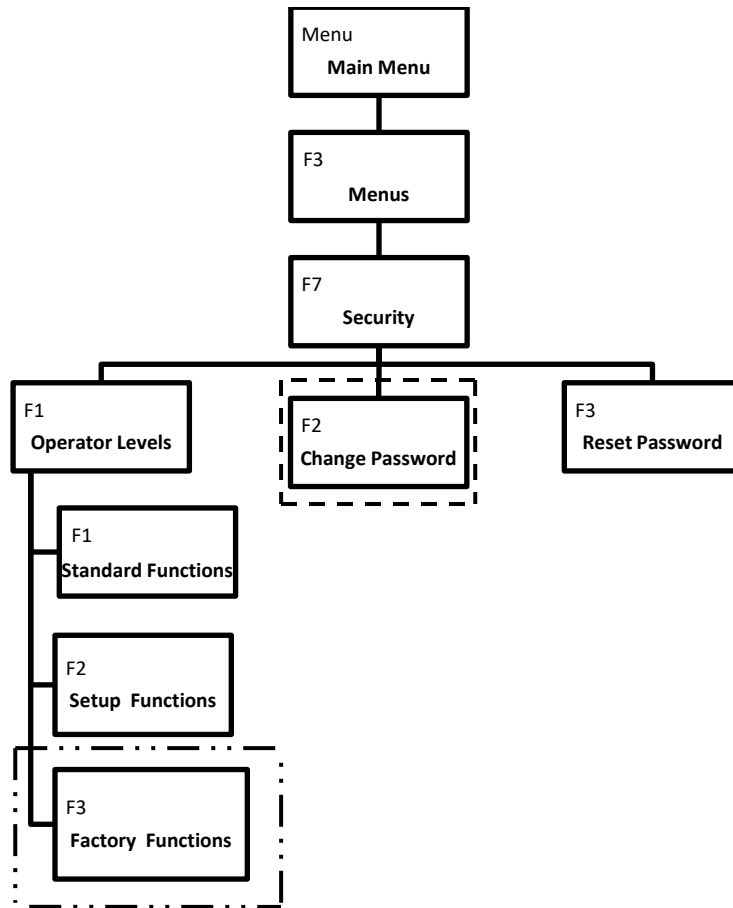 Menu
Main Menu
F3
Menus
F7
Security
F1
Operator Levels
F2
Change Password
F3
Reset Password
F1
Standard Functions
F2
Setup  Functions
F3
Factory  Functions